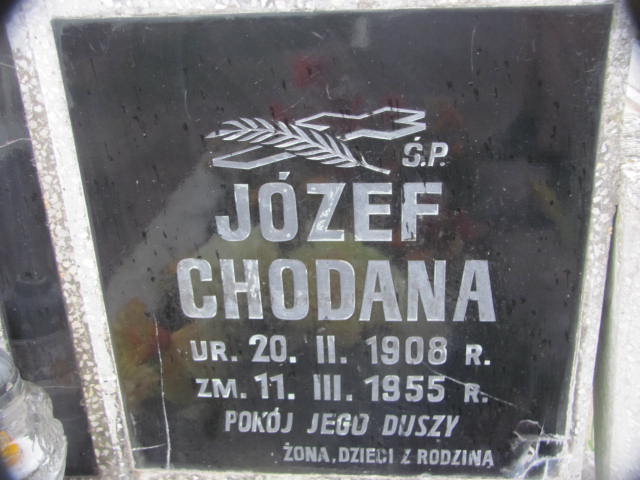 Ś.P.
JÓZEF
CHODANA
UR. 20. II. 1908 R.
ZM. 11. III. 1955 R.
POKÓJ JEGO DUSZY
ŻONA, DZIECI Z RODZINĄ